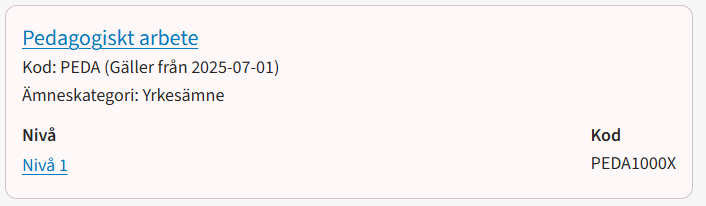 Pedagogiskt arbete
Kod: PEDA (Gäller från 2025-07-01)
Ämneskategori: Yrkesämne
Nivå Kod
Nivå 1 PEDA1000X